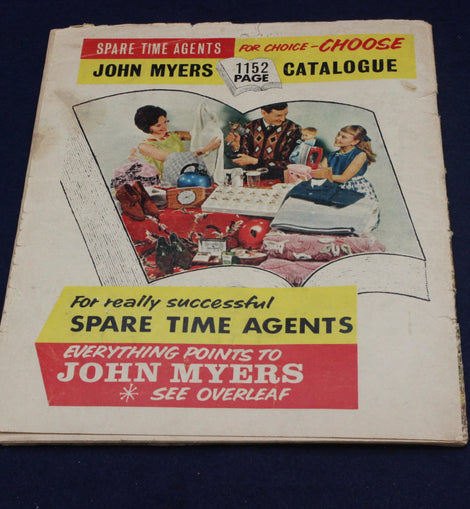 SPARE TIME AGENTS FOR CHOICE - CHOOSE
JOHN MYERS 1152 PAGE CATALOGUE
For really successful
SPARE TIME AGENTS
EVERYTHING POINTS TO
JOHN MYERS
* SEE OVERLEAF